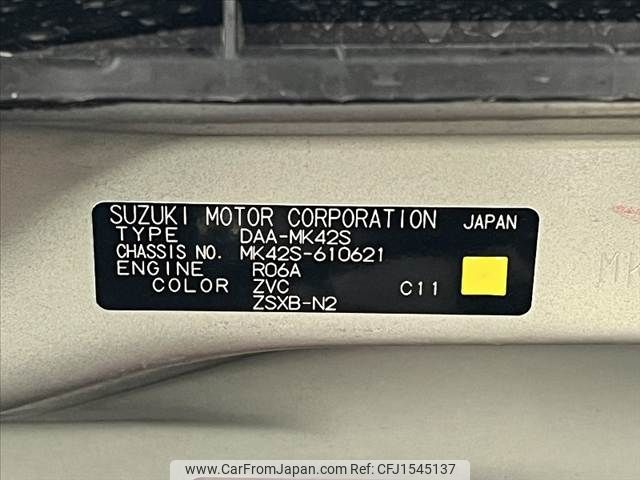 SUZUKI MOTOR CORPORATION JAPAN
TYPE DAA-MK42S
CHASSIS NO. MK42S-610621
ENGINE R06A
COLOR ZVC C11
ZSXB-N2
www.CarFromJapan.com - CFJ1545137